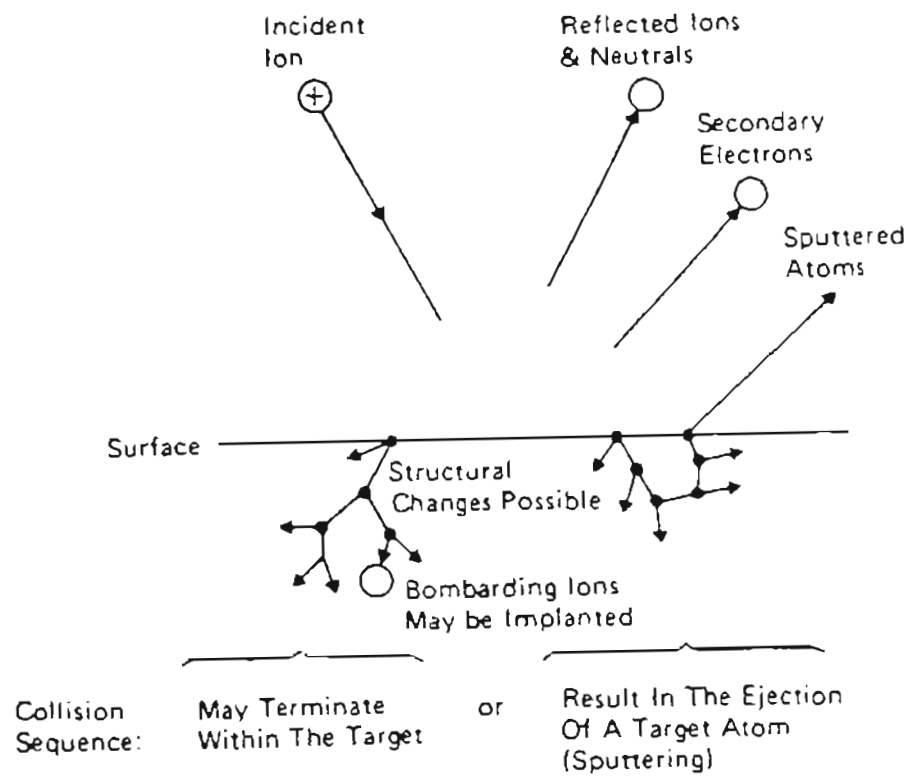 Incident
Ion
+
Reflected Ions
& Neutrals
Secondary
Electrons
Sputtered
Atoms
Surface
Structural
Changes Possible
Bombarding Ions
May be Implanted
Collision
Sequence:
May Terminate
Within The Target
or
Result In The Ejection
Of A Target Atom
(Sputtering)